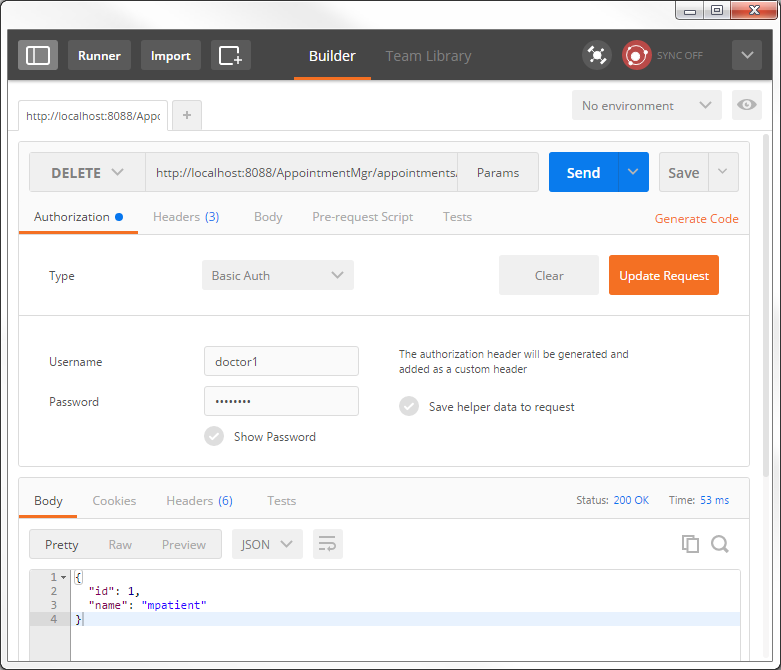 Runner Import Builder Team Library SYNC OFF
http://localhost:8088/Appo + No environment
DELETE http://localhost:8088/AppointmentMgr/appointments/ Params Send Save
Authorization Headers (3) Body Pre-request Script Tests Generate Code
Type Basic Auth Clear Update Request
Username doctor1 The authorization header will be generated and
added as a custom header
Password •••••••• Save helper data to request
Show Password
Body Cookies Headers (6) Tests Status: 200 OK Time: 53 ms
Pretty Raw Preview JSON
1 {
2 "id": 1,
3 "name": "mpatient"
4 }